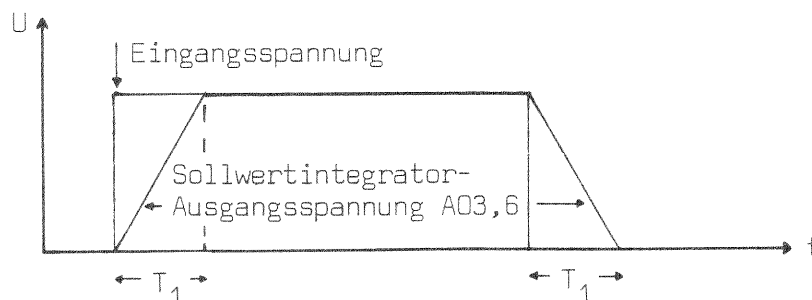 U
Eingangsspannung
Sollwertintegrator-
Ausgangsspannung A03,6
t
T₁
T₁